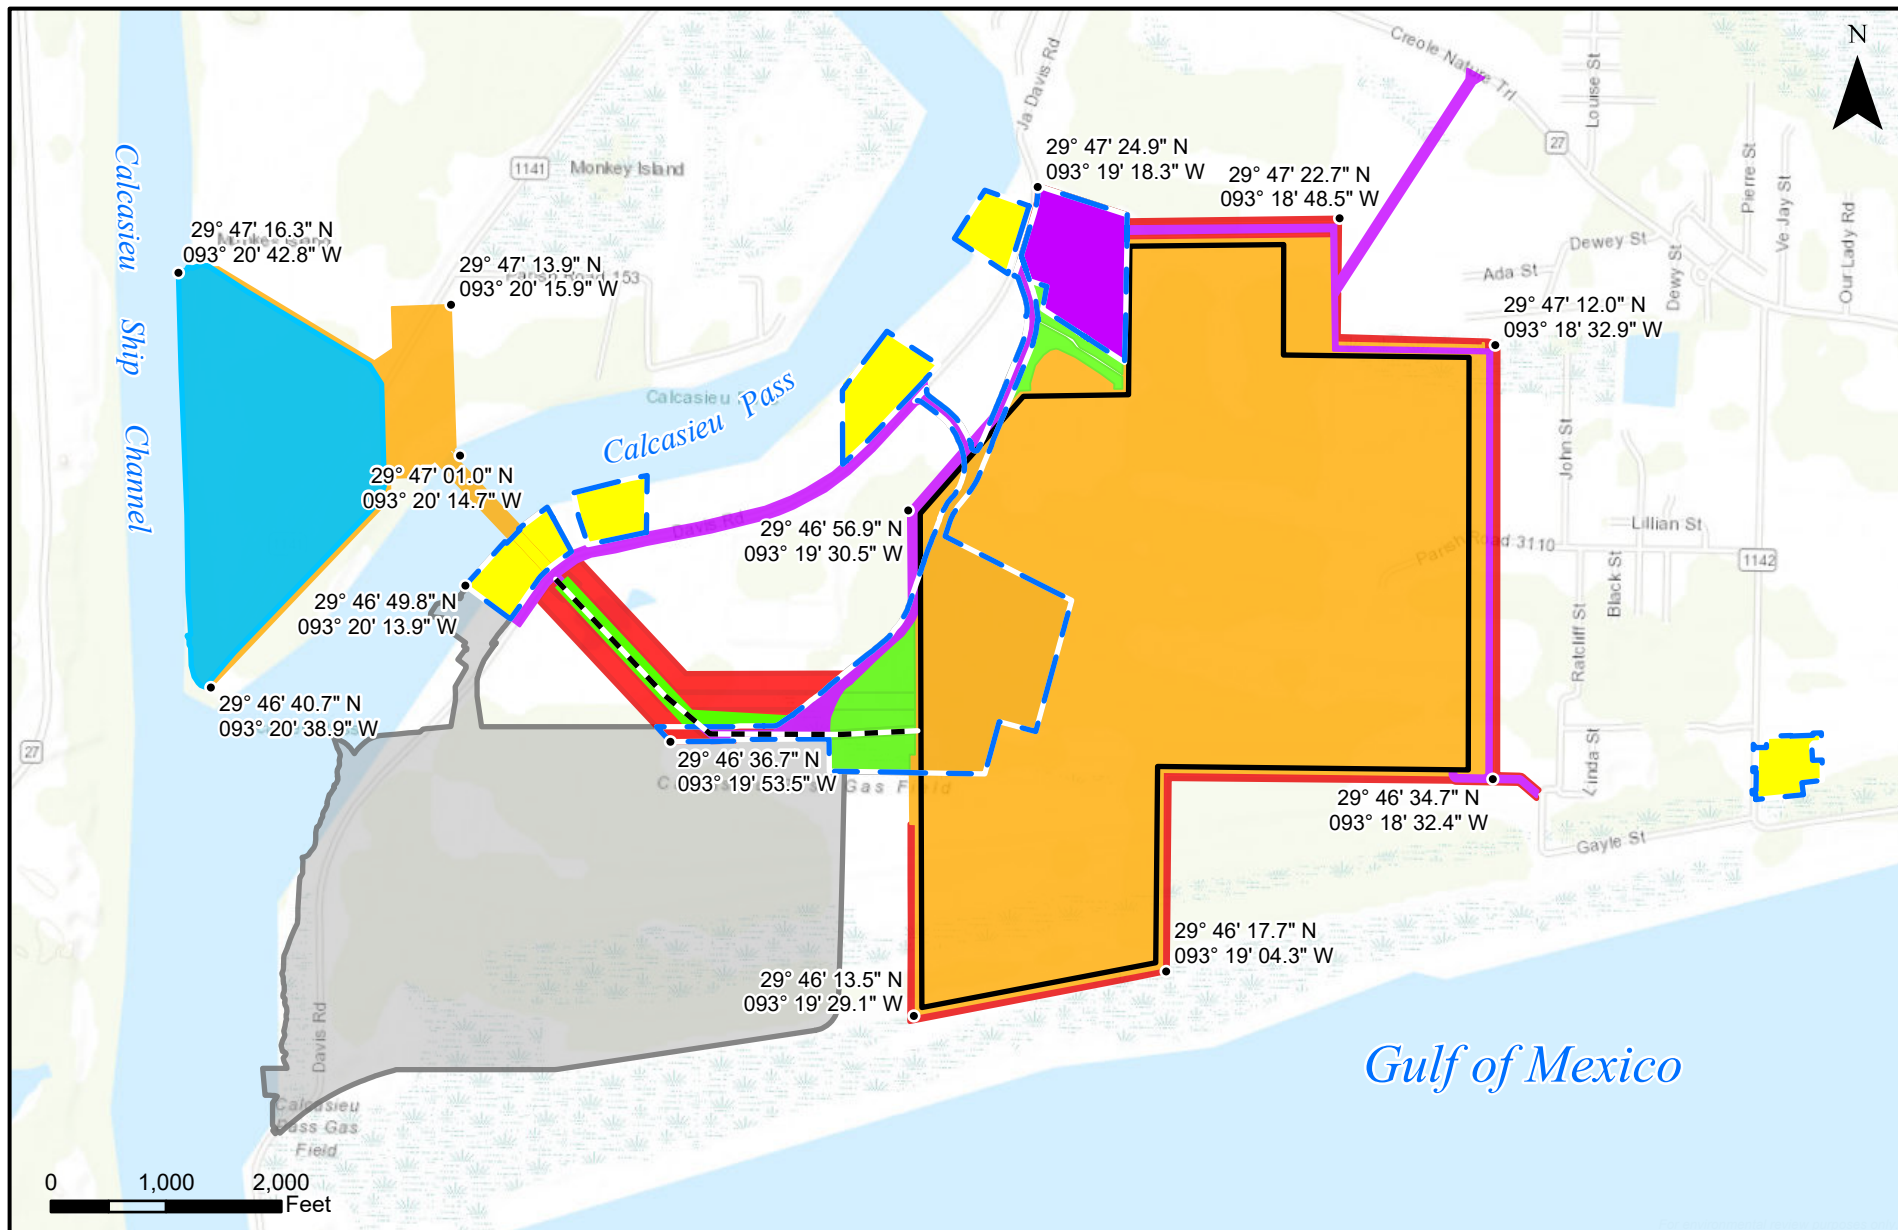 N
Creole Nature Trl
Louise St
27
Ja Davis Rd
Calcasieu Ship Channel
1141
Monkey Island
29° 47' 24.9" N
093° 19' 18.3" W
29° 47' 22.7" N
093° 18' 48.5" W
Pierre St
Ve Jay St
Our Lady Rd
29° 47' 16.3" N
093° 20' 42.8" W
29° 47' 13.9" N
093° 20' 15.9" W
Parish Road 153
Dewey St
Ada St
Dewy St
29° 47' 12.0" N
093° 18' 32.9" W
Calcasieu Pass
John St
29° 47' 01.0" N
093° 20' 14.7" W
Davis Rd
29° 46' 56.9" N
093° 19' 30.5" W
Lillian St
Parish Road 3110
1142
Black St
29° 46' 49.8" N
093° 20' 13.9" W
Ratcliff St
29° 46' 40.7" N
093° 20' 38.9" W
27
29° 46' 36.7" N
093° 19' 53.5" W
Gas Field
Linda St
29° 46' 34.7" N
093° 18' 32.4" W
Gayle St
29° 46' 17.7" N
093° 19' 04.3" W
29° 46' 13.5" N
093° 19' 29.1" W
Davis Rd
Gulf of Mexico
Calcasieu
Pass Gas
Field
0 1,000 2,000
Feet